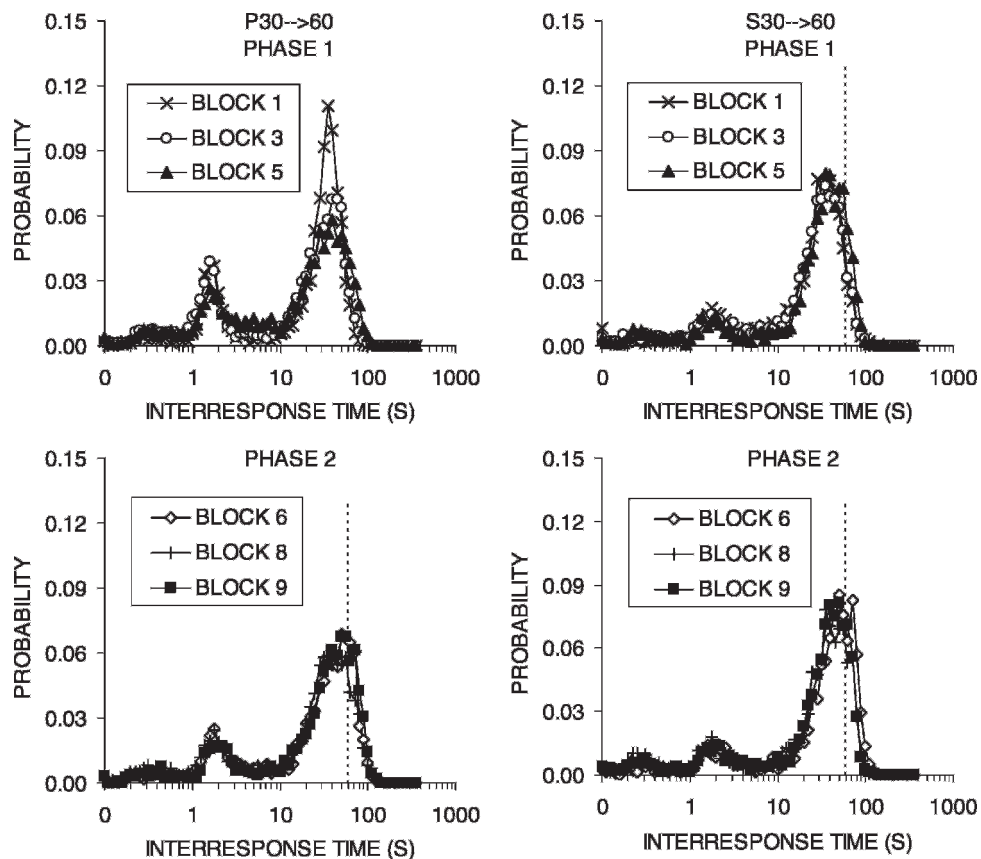 P30-->60
PHASE 1
0.15
0.12
0.09
0.06
0.03
0.00
PROBABILITY
BLOCK 1
BLOCK 3
BLOCK 5
0 1 10 100 1000
INTERRESPONSE TIME (S)
S30-->60
PHASE 1
0.15
0.12
0.09
0.06
0.03
0.00
PROBABILITY
BLOCK 1
BLOCK 3
BLOCK 5
0 1 10 100 1000
INTERRESPONSE TIME (S)
PHASE 2
0.15
0.12
0.09
0.06
0.03
0.00
PROBABILITY
BLOCK 6
BLOCK 8
BLOCK 9
0 1 10 100 1000
INTERRESPONSE TIME (S)
PHASE 2
0.15
0.12
0.09
0.06
0.03
0.00
PROBABILITY
BLOCK 6
BLOCK 8
BLOCK 9
0 1 10 100 1000
INTERRESPONSE TIME (S)